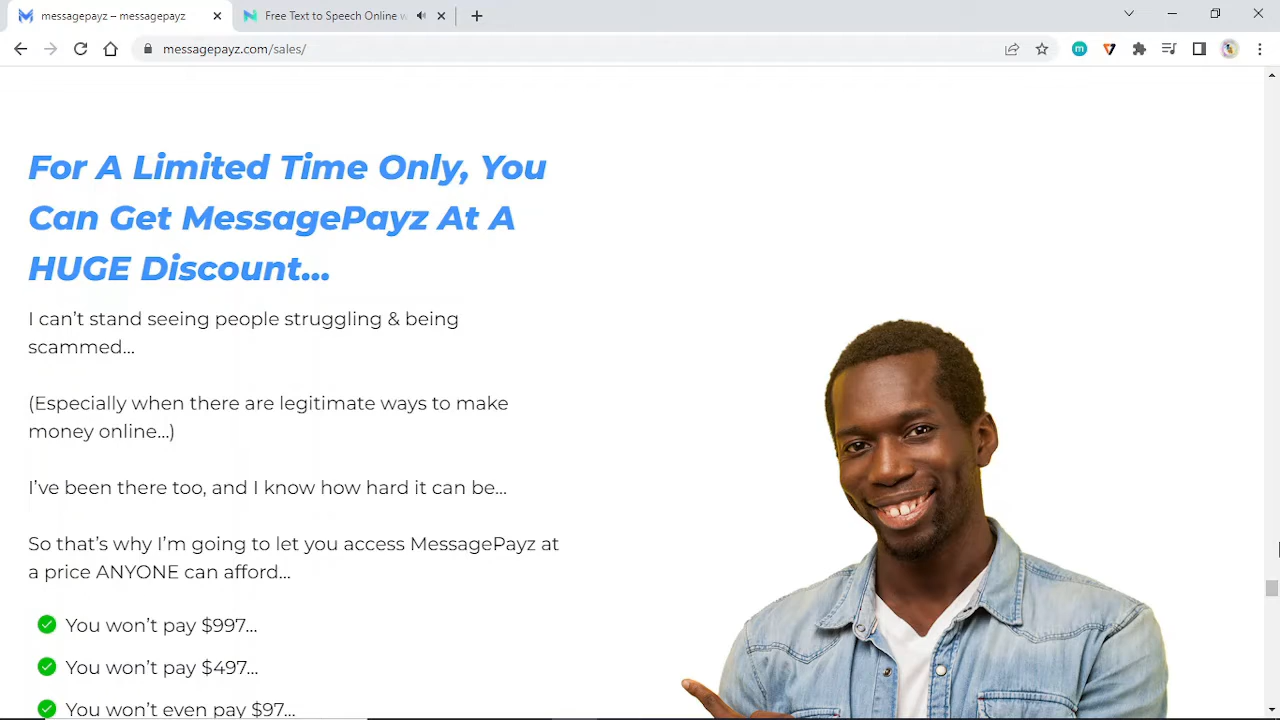 messagepayz – messagepayz
Free Text to Speech Online w
messagepayz.com/sales/
m
For A Limited Time Only, You
Can Get MessagePayz At A
HUGE Discount...
I can't stand seeing people struggling & being
scammed...
(Especially when there are legitimate ways to make
money online...)
I've been there too, and I know how hard it can be...
So that's why I'm going to let you access MessagePayz at
a price ANYONE can afford...
You won't pay $997...
You won't pay $497...
You won't even pay $97...